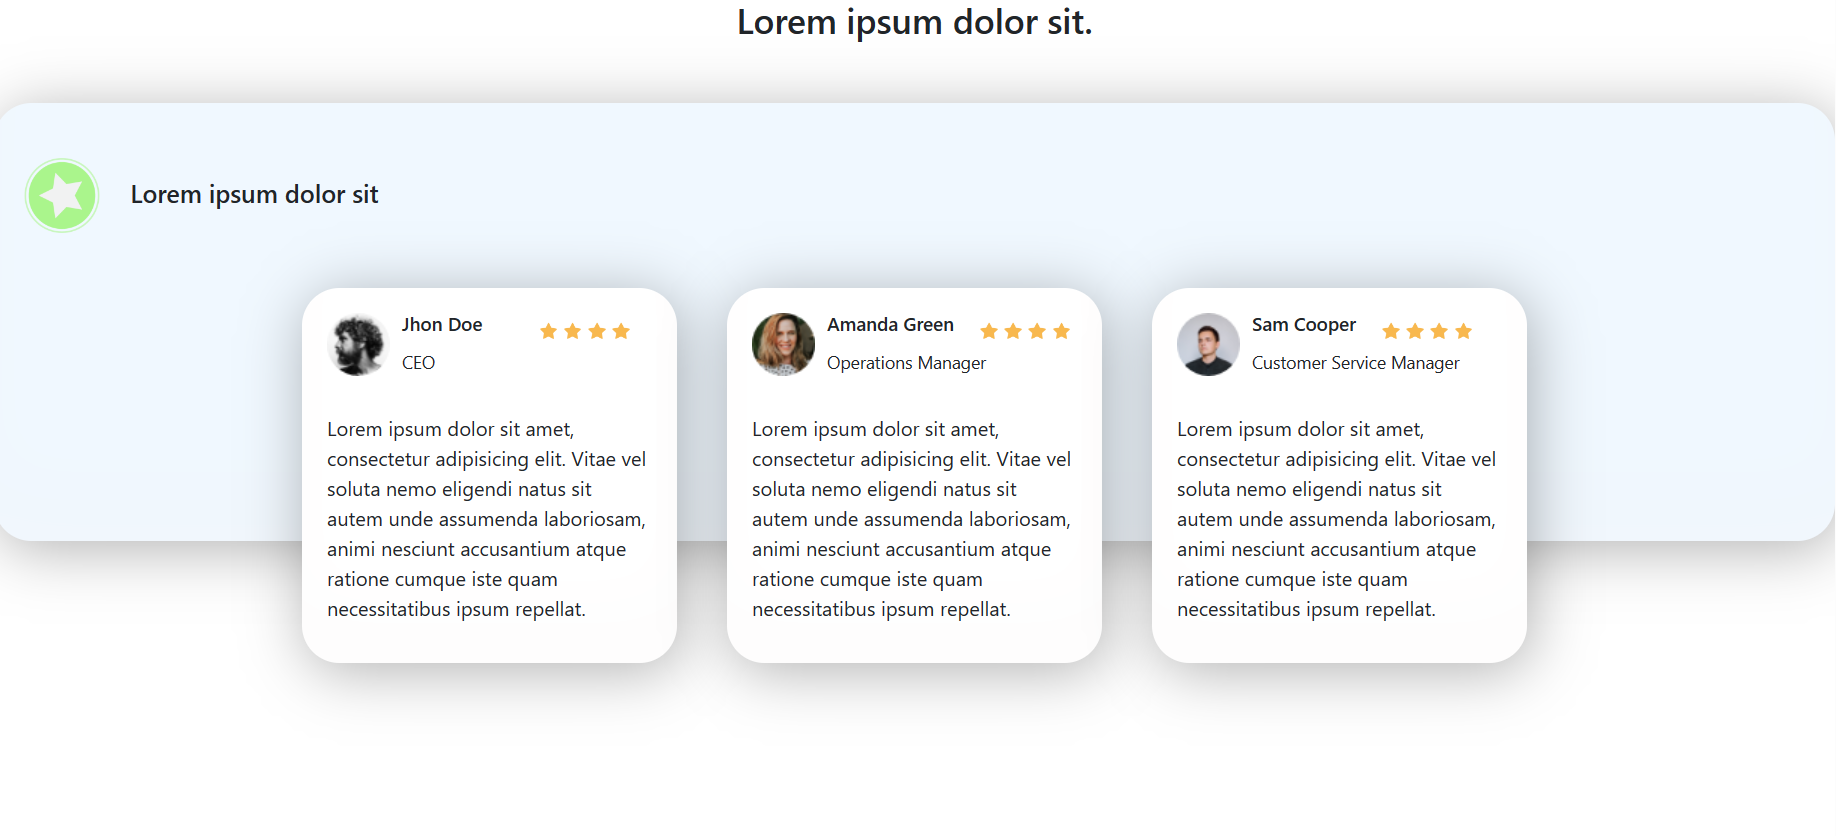 Lorem ipsum dolor sit.
Lorem ipsum dolor sit
Jhon Doe
CEO
Lorem ipsum dolor sit amet,
consectetur adipisicing elit. Vitae vel
soluta nemo eligendi natus sit
autem unde assumenda laboriosam,
animi nesciunt accusantium atque
ratione cumque iste quam
necessitatibus ipsum repellat.
Amanda Green
Operations Manager
Lorem ipsum dolor sit amet,
consectetur adipisicing elit. Vitae vel
soluta nemo eligendi natus sit
autem unde assumenda laboriosam,
animi nesciunt accusantium atque
ratione cumque iste quam
necessitatibus ipsum repellat.
Sam Cooper
Customer Service Manager
Lorem ipsum dolor sit amet,
consectetur adipisicing elit. Vitae vel
soluta nemo eligendi natus sit
autem unde assumenda laboriosam,
animi nesciunt accusantium atque
ratione cumque iste quam
necessitatibus ipsum repellat.